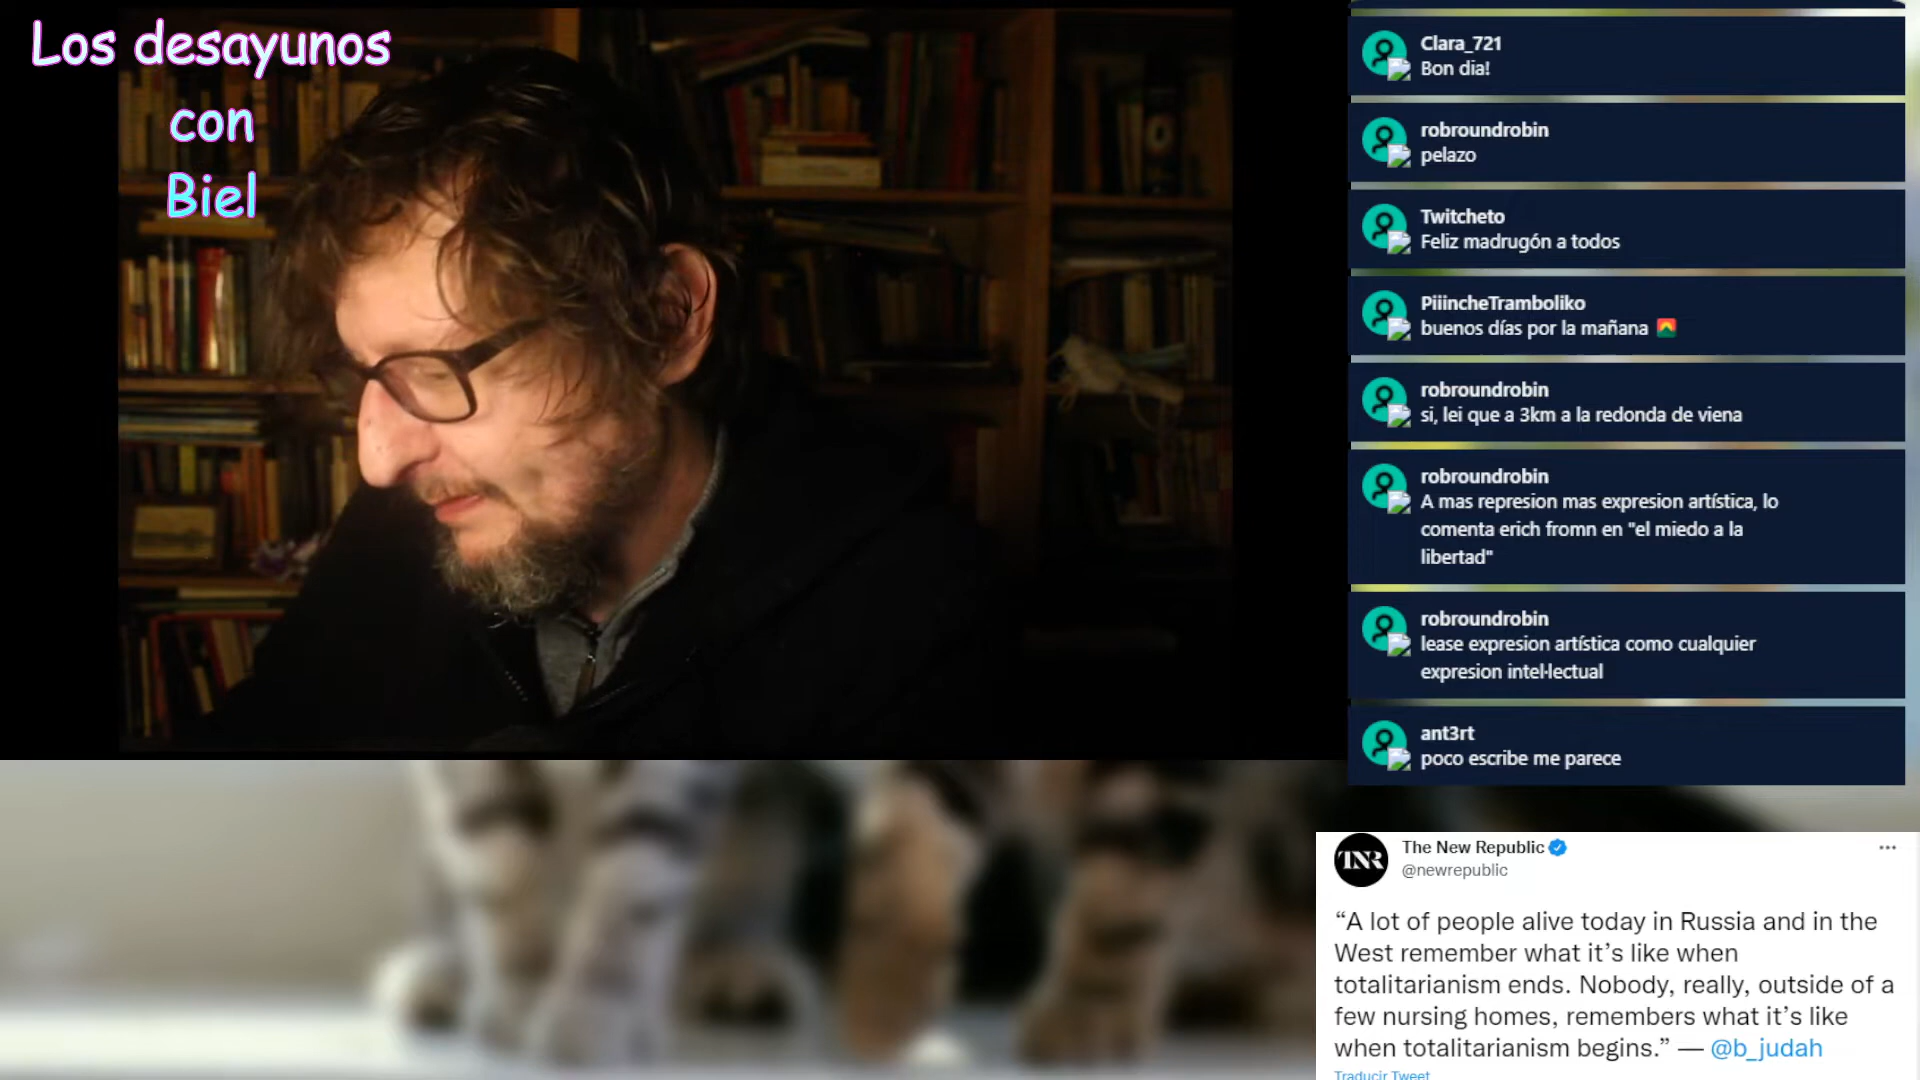 Los desayunos
con
Biel
Clara_721
Bon dia!
robroundrobin
pelazo
Twitcheto
Feliz madrugón a todos
PiiincheTramboliko
buenos días por la mañana
robroundrobin
si, lei que a 3km a la redonda de viena
robroundrobin
A mas represion mas expresion artística, lo
comenta erich fromn en "el miedo a la
libertad"
robroundrobin
lease expresion artística como cualquier
expresion intel·lectual
ant3rt
poco escribe me parece
TNR
The New Republic
@newrepublic
“A lot of people alive today in Russia and in the
West remember what it’s like when
totalitarianism ends. Nobody, really, outside of a
few nursing homes, remembers what it’s like
when totalitarianism begins.” — @b_judah
Traducir Tweet